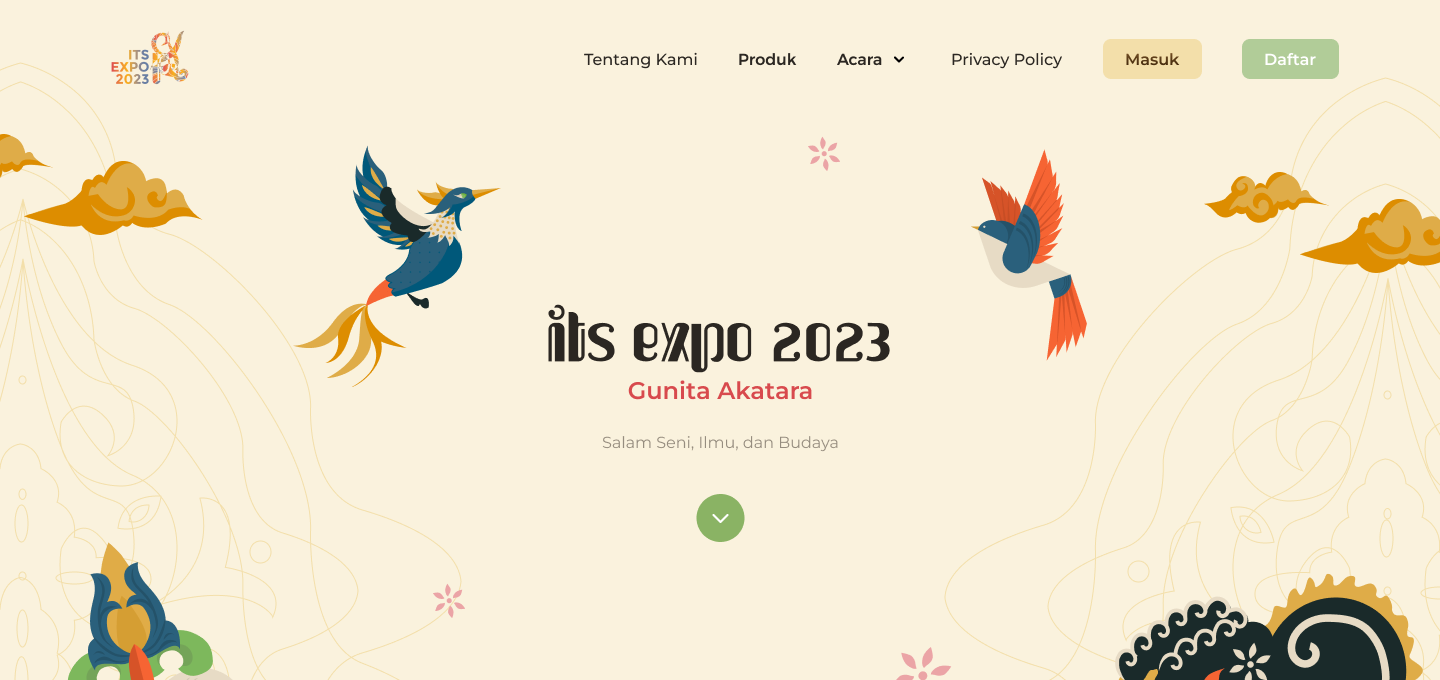 ITS
EXPO
2023
Tentang Kami
Produk
Acara
Privacy Policy
Masuk
Daftar
its expo 2023
Gunita Akatara
Salam Seni, Ilmu, dan Budaya